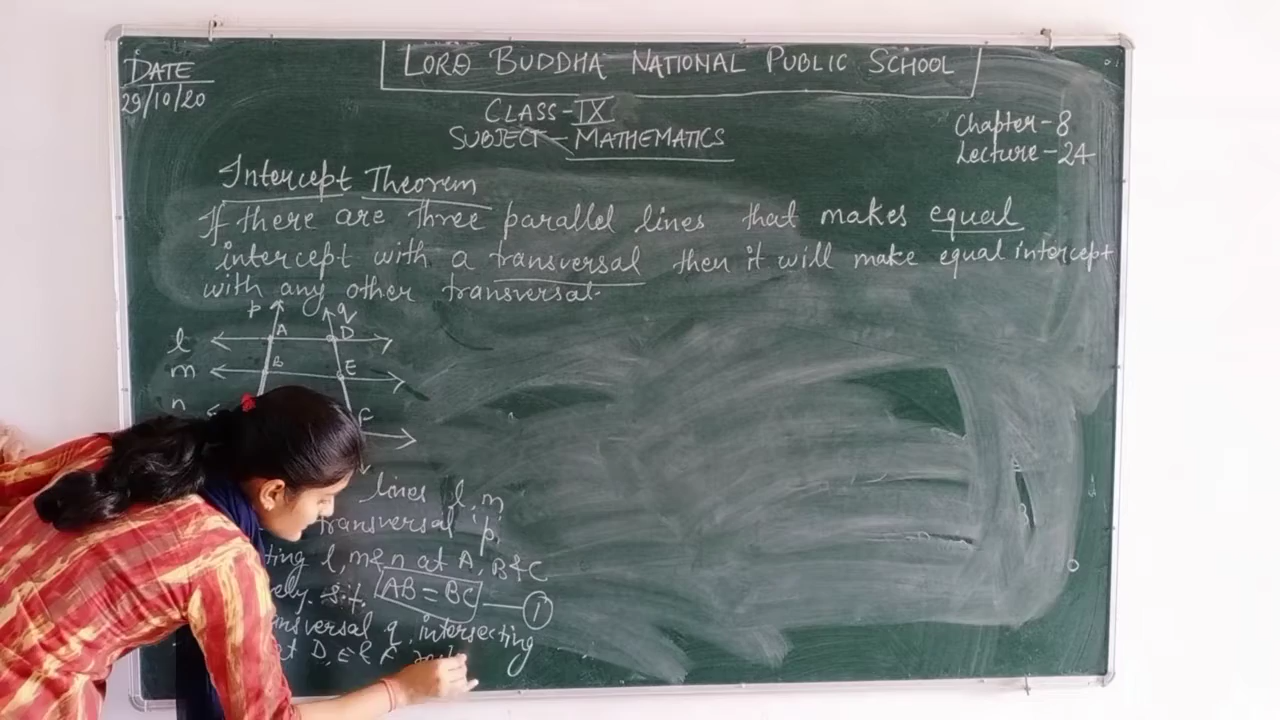 DATE
29/10/20
LORD BUDDHA NATIONAL PUBLIC SCHOOL
CLASS-IX
SUBJECT-MATHEMATICS
Chapter-8
Lecture-24
Intercept Theorem
If there are three parallel lines that makes equal
intercept with a transversal then it will make equal intercept
with any other transversal.
p q
A D
l
B E
m
n
F
lines l, m
transversal 'p'
l, m & n at A, B & C
s.t. AB = BC — ①
q, intersecting
at D, E & F